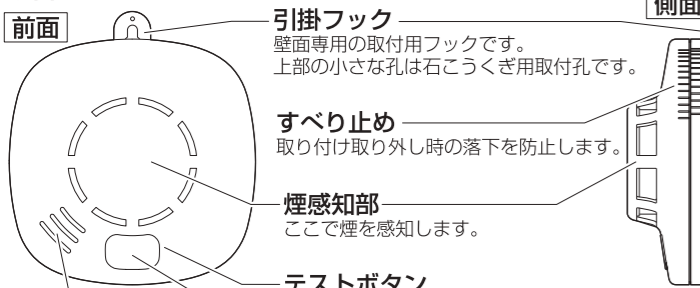 前面
引掛フック
壁面専用の取付用フックです。
上部の小さな孔は石こうくぎ用取付孔です。
側面
すべり止め
取り付け取り外し時の落下を防止します。
煙感知部
ここで煙を感知します。
テストボタン